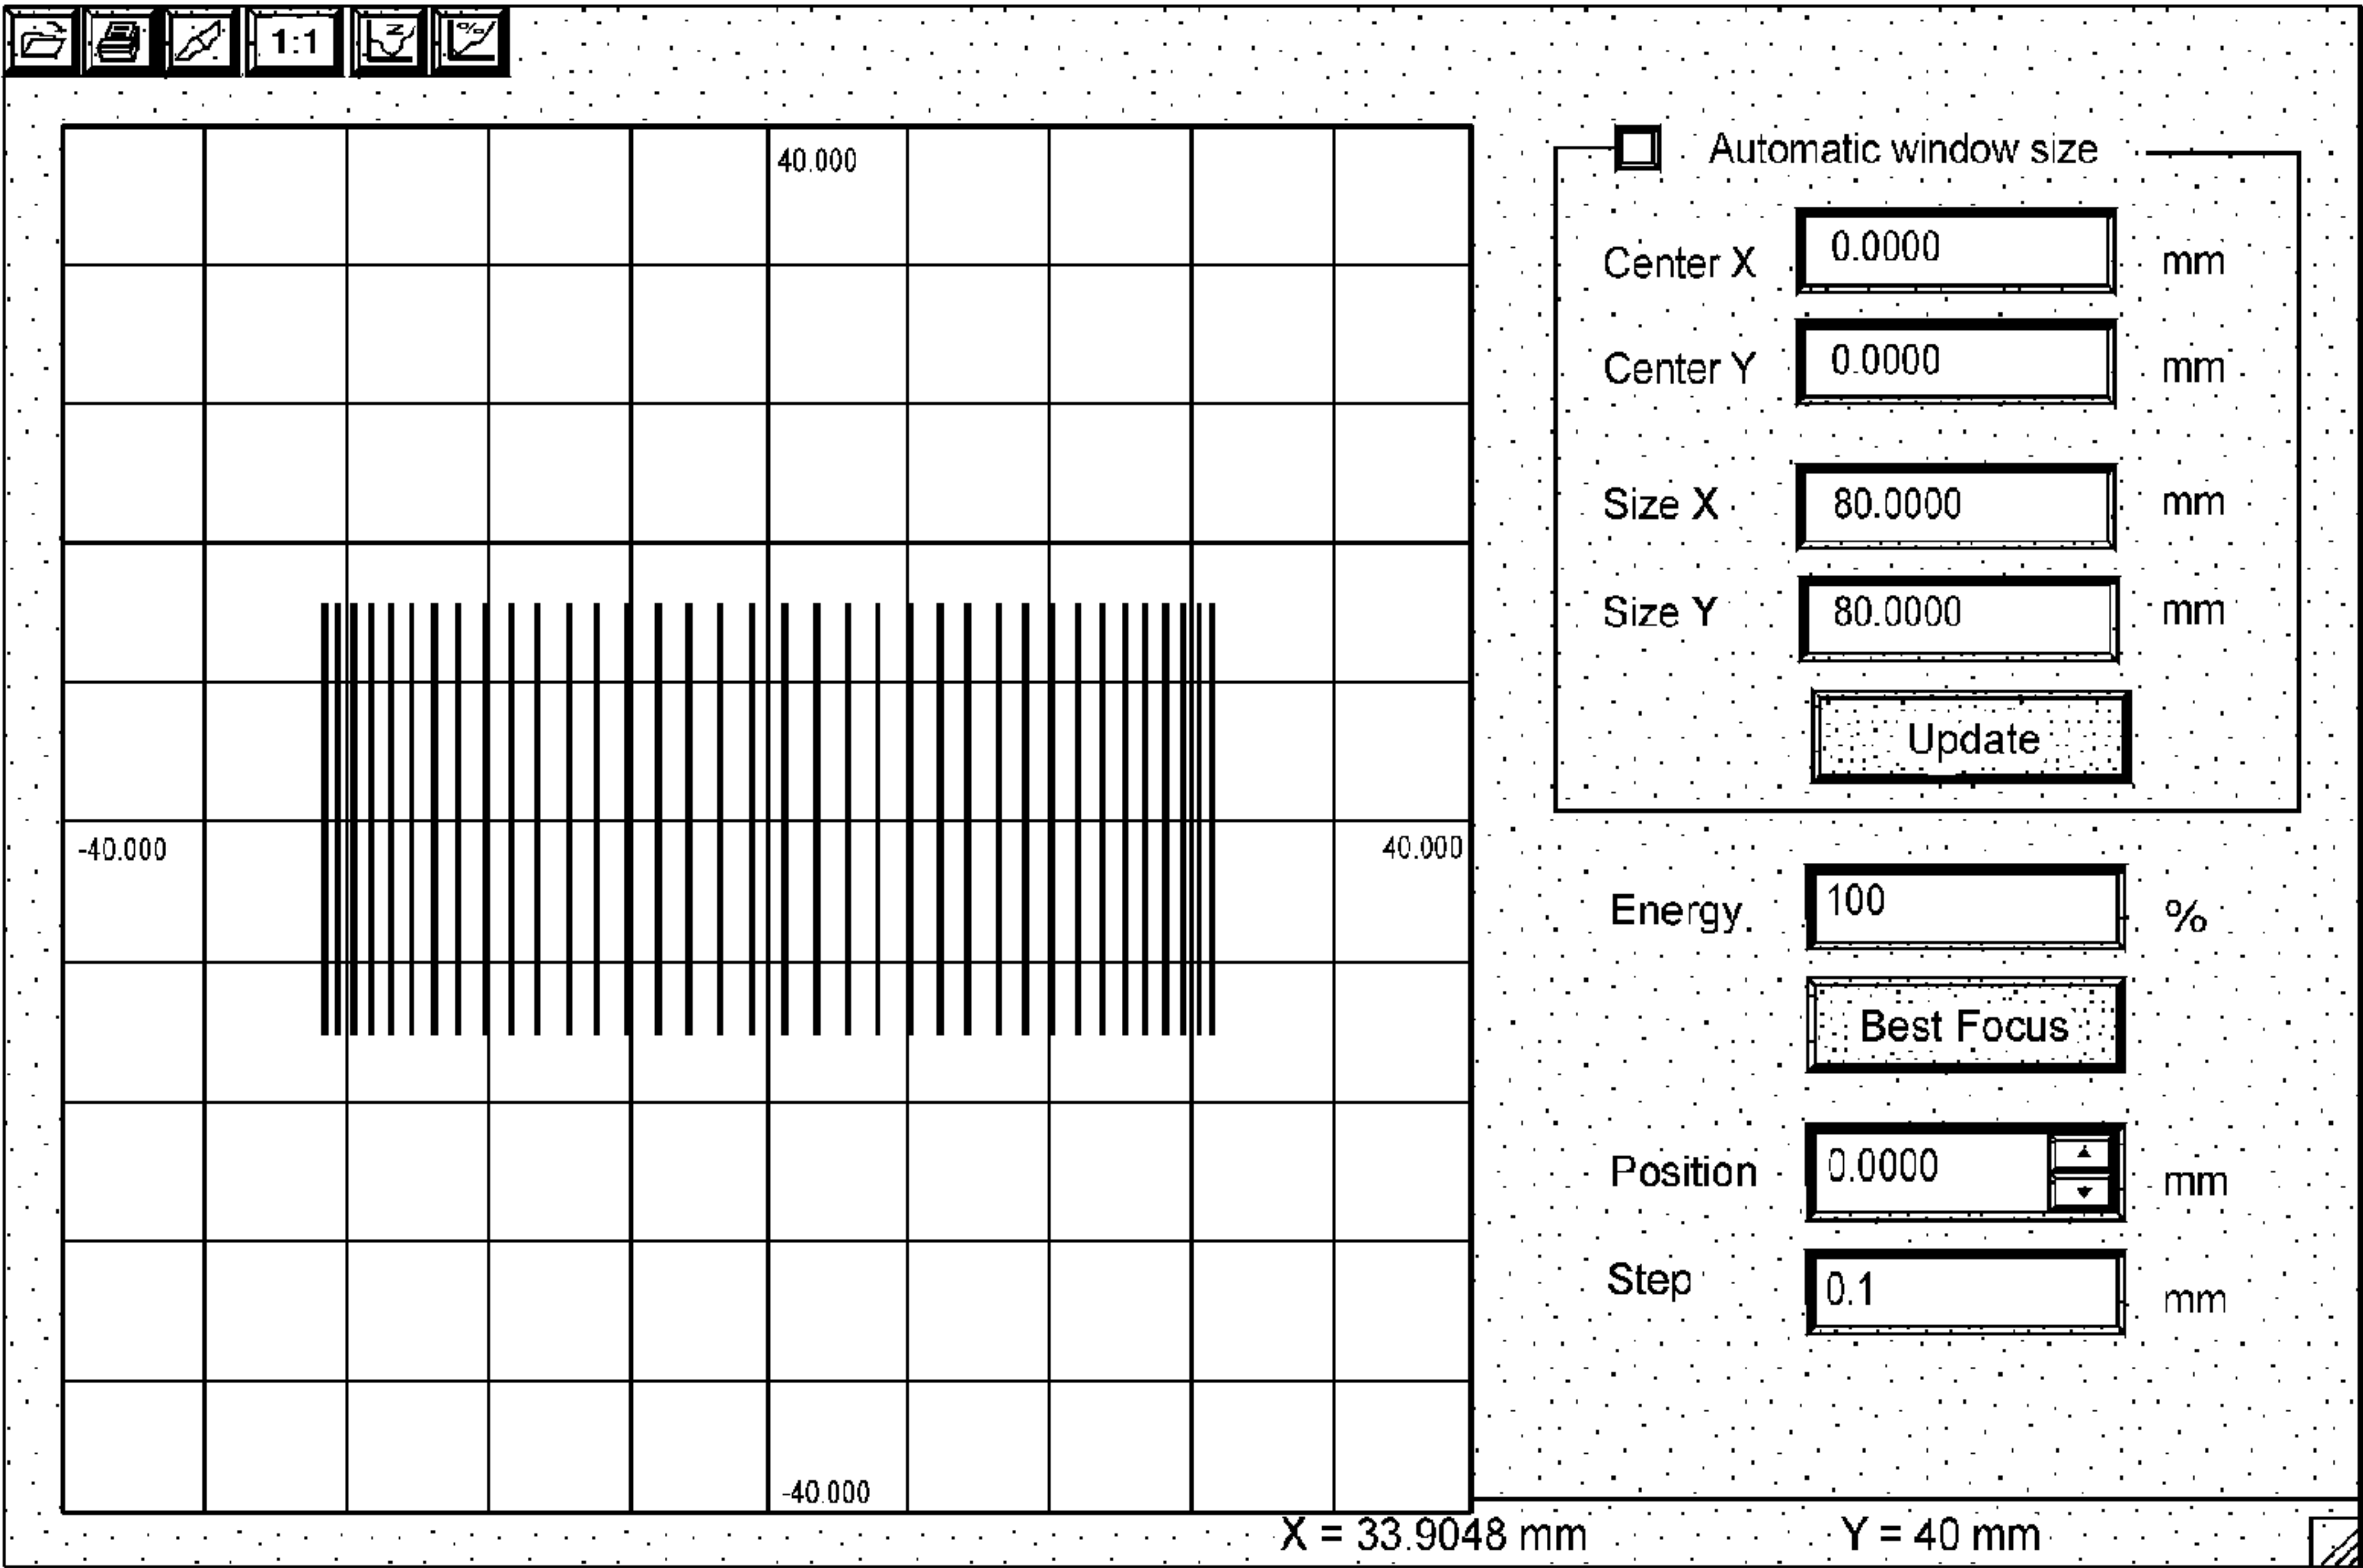 1:1
Z
%
40.000
-40.000
40.000
-40.000
Automatic window size
Center X 0.0000 mm
Center Y 0.0000 mm
Size X 80.0000 mm
Size Y 80.0000 mm
Update
Energy 100 %
Best Focus
Position 0.0000 mm
Step 0.1 mm
X = 33.9048 mm Y = 40 mm